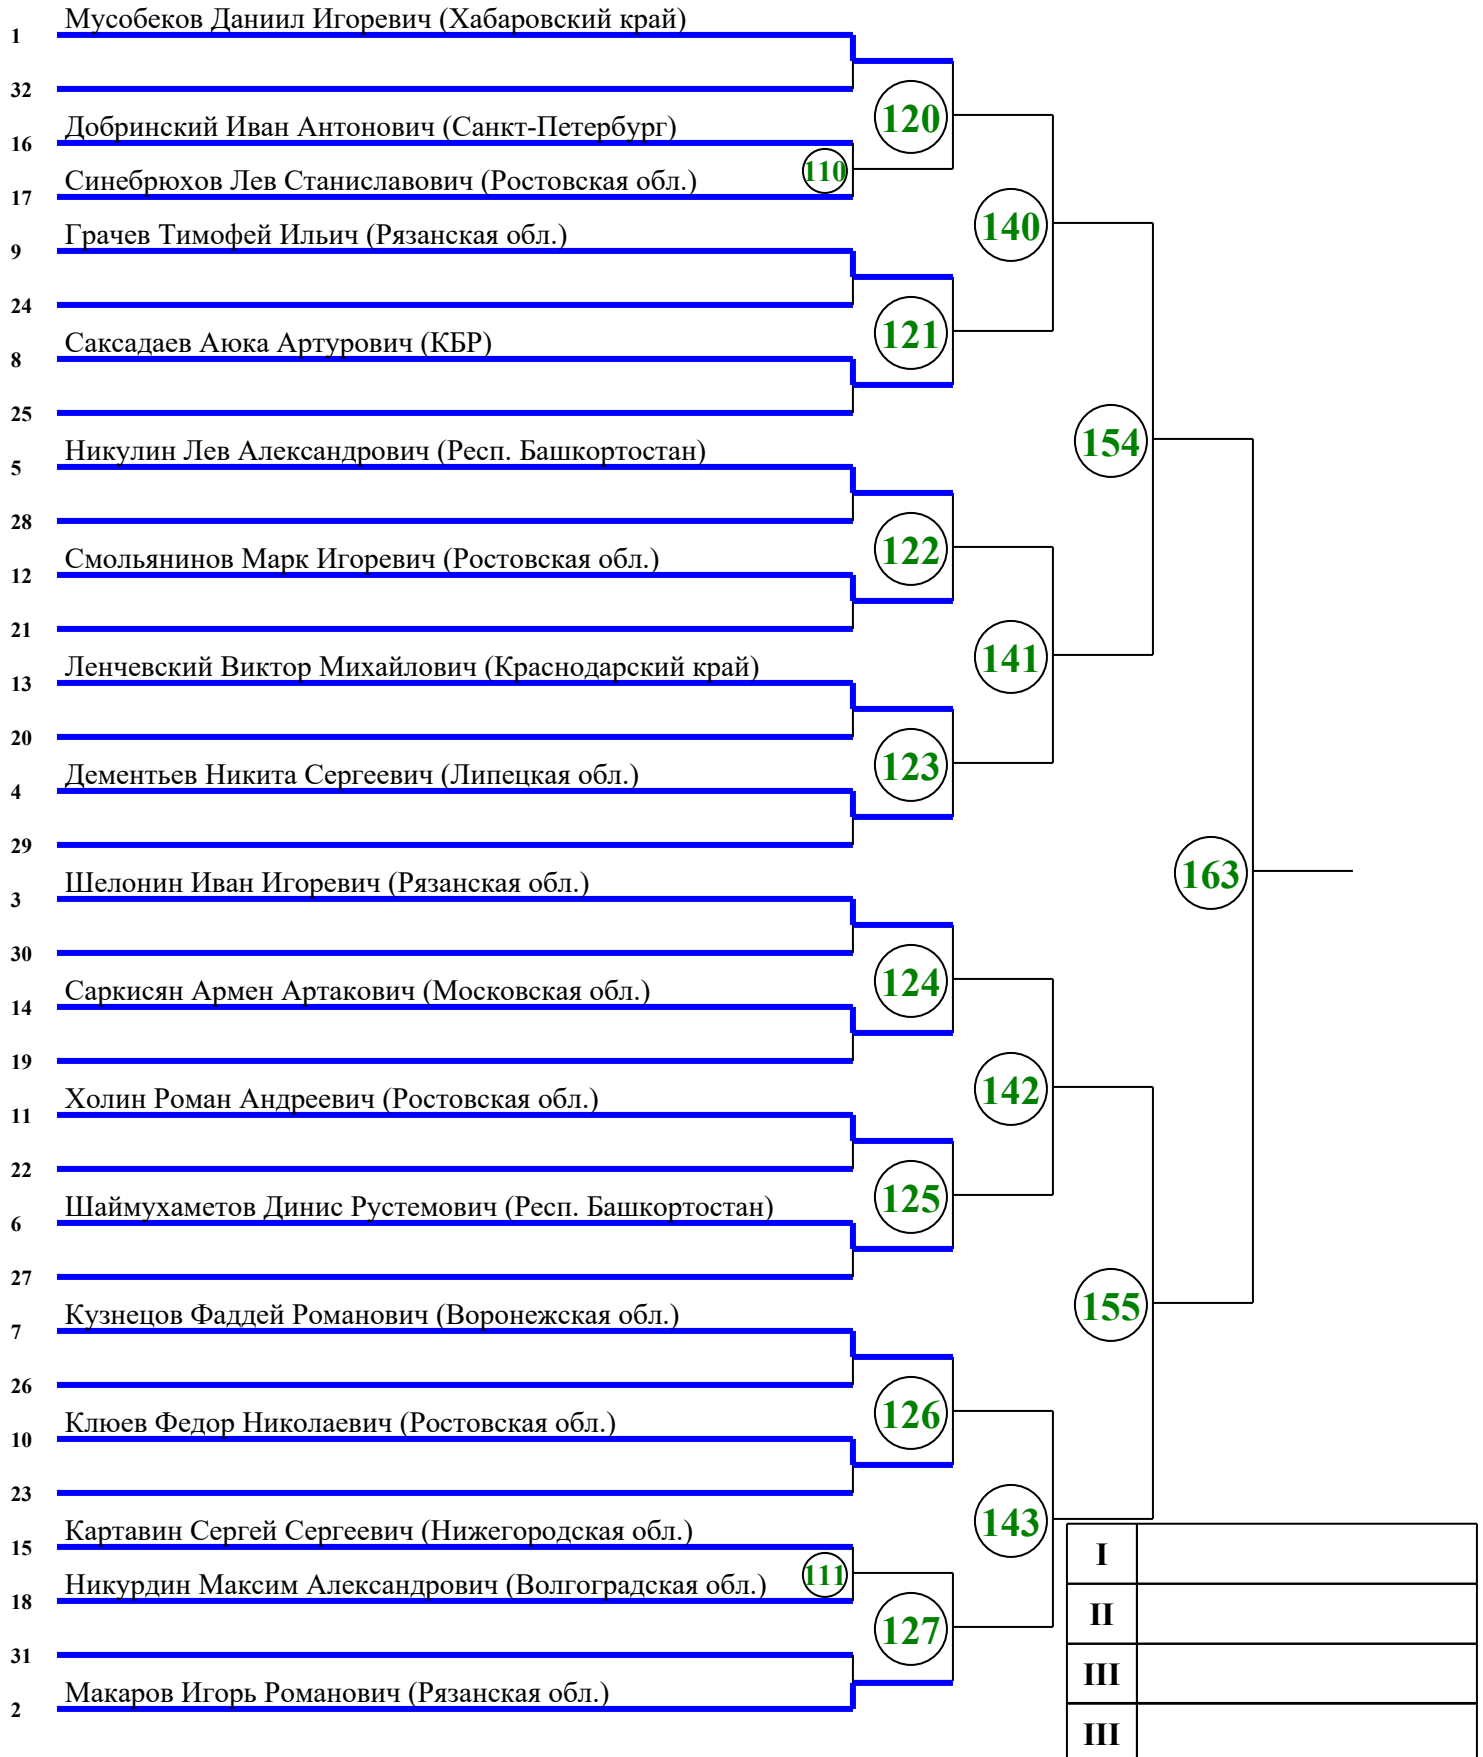 Мусобеков Даниил Игоревич (Хабаровский край)
1
32
120
Добринский Иван Антонович (Санкт-Петербург)
16
110
Синебрюхов Лев Станиславович (Ростовская обл.)
17
140
Грачев Тимофей Ильич (Рязанская обл.)
9
24
121
Саксадаев Аюка Артурович (КБР)
8
25
154
Никулин Лев Александрович (Респ. Башкортостан)
5
28
122
Смольянинов Марк Игоревич (Ростовская обл.)
12
21
141
Ленчевский Виктор Михайлович (Краснодарский край)
13
20
123
Дементьев Никита Сергеевич (Липецкая обл.)
4
29
163
Шелонин Иван Игоревич (Рязанская обл.)
3
30
124
Саркисян Армен Артакович (Московская обл.)
14
19
142
Холин Роман Андреевич (Ростовская обл.)
11
22
125
Шаймухаметов Динис Рустемович (Респ. Башкортостан)
6
27
155
Кузнецов Фаддей Романович (Воронежская обл.)
7
26
126
Клюев Федор Николаевич (Ростовская обл.)
10
23
143
Картавин Сергей Сергеевич (Нижегородская обл.)
15
I
111
Никурдин Максим Александрович (Волгоградская обл.)
18
II
127
31
III
Макаров Игорь Романович (Рязанская обл.)
2
III